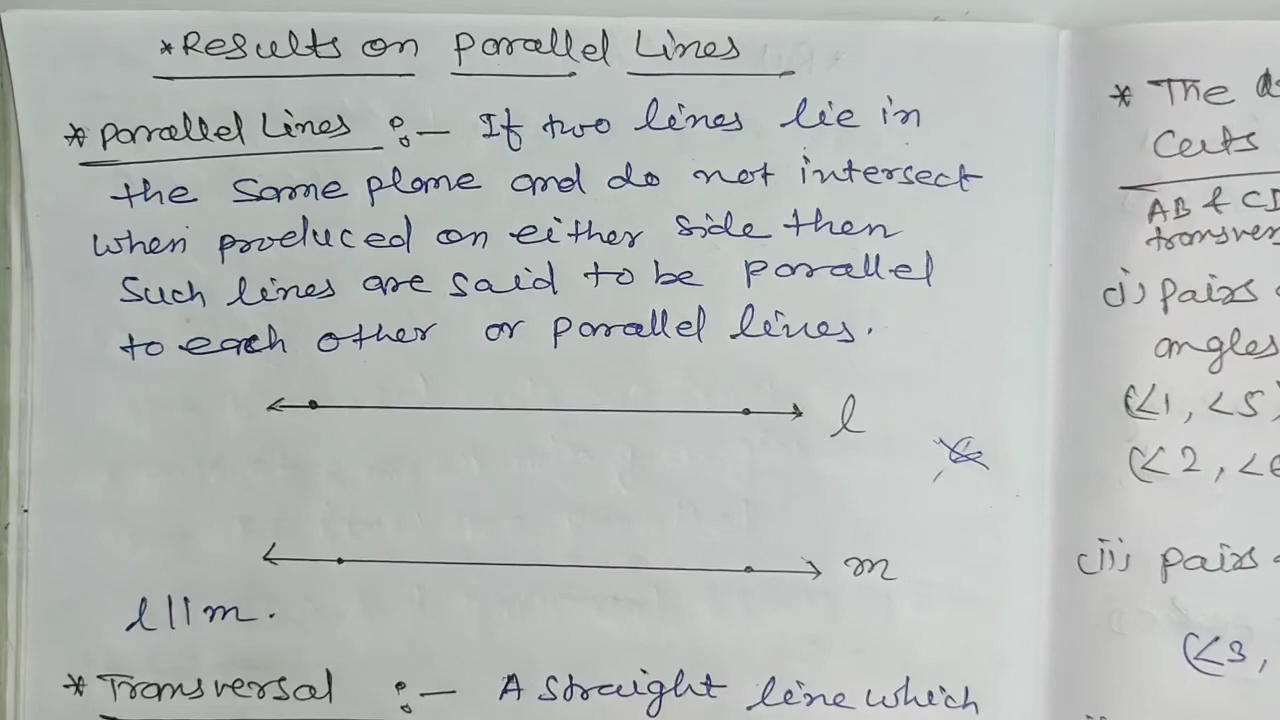 *Results on Parallel Lines
*Parallel Lines :- If two lines lie in
the same plane and do not intersect
when produced on either side then
such lines are said to be parallel
to each other or parallel lines.
l
m
l || m.
*Transversal :- A straight line which
* The
Cuts
AB & CD
transver
(i) pairs
angles
(<1, <5)
(<2, <6
(ii) pairs
(<3,